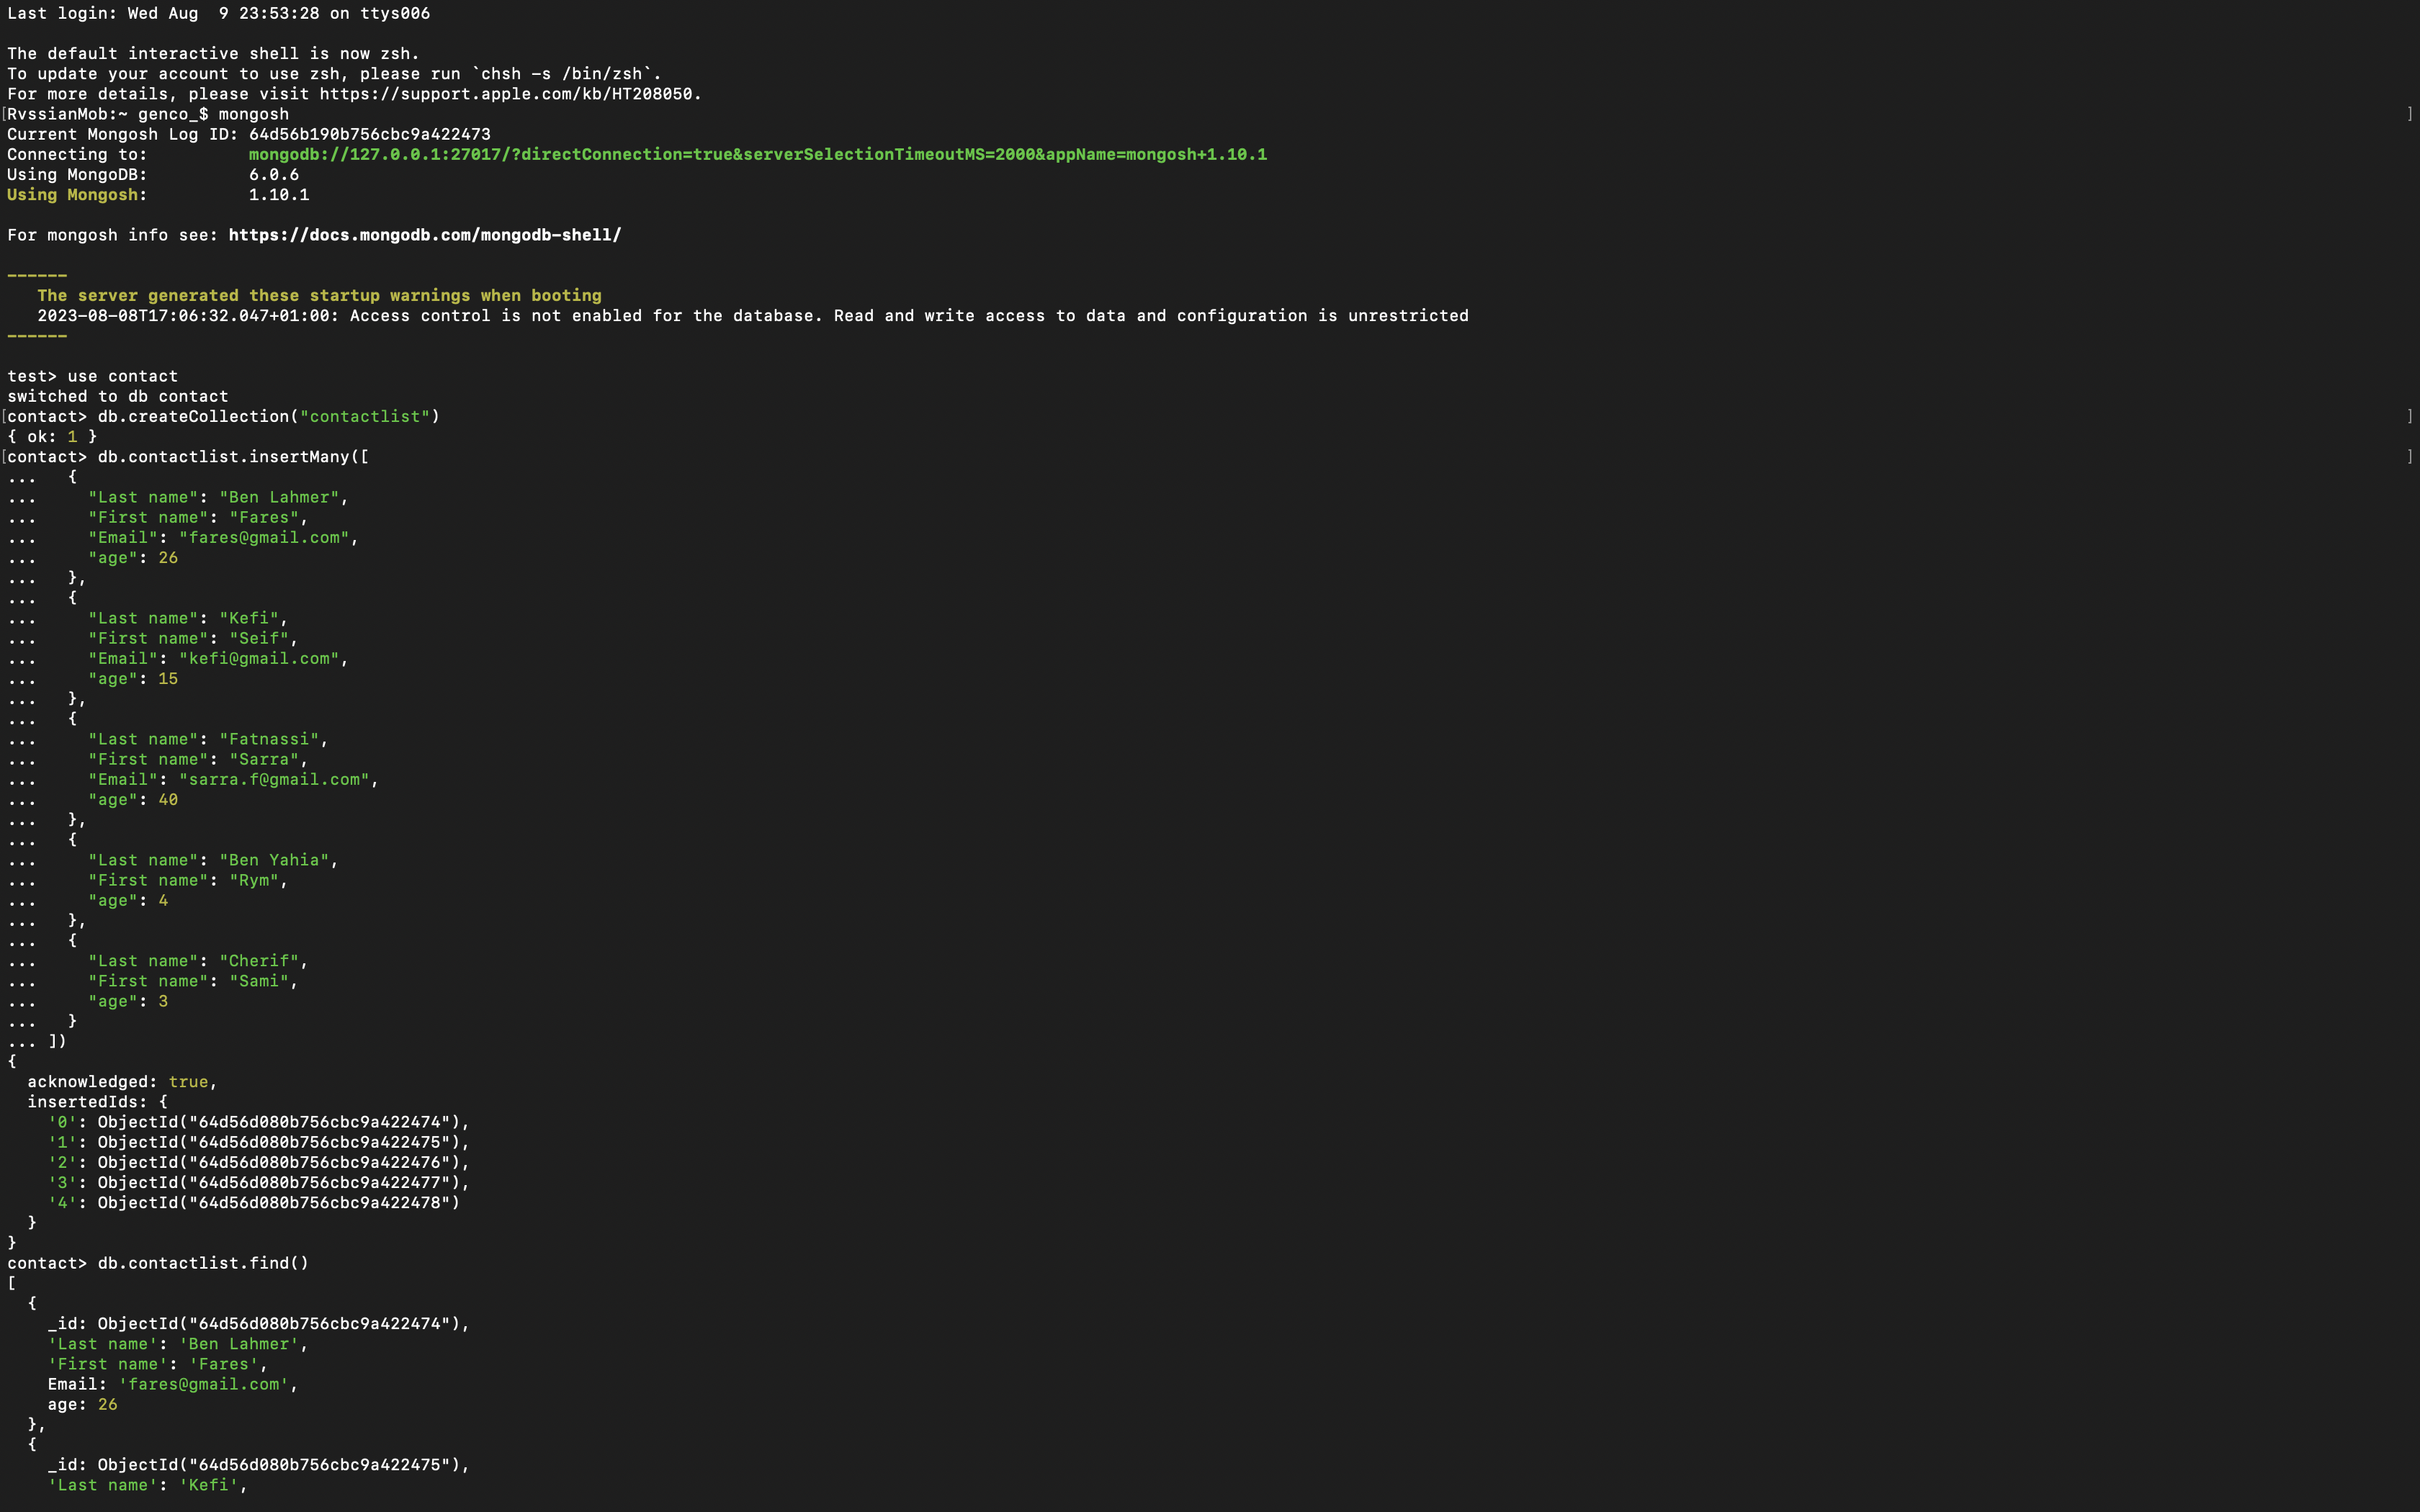 Last login: Wed Aug  9 23:53:28 on ttys006

The default interactive shell is now zsh.
To update your account to use zsh, please run `chsh -s /bin/zsh`.
For more details, please visit https://support.apple.com/kb/HT208050.
[RvssianMob:~ genco_$ mongosh ]
Current Mongosh Log ID: 64d56b190b756cbc9a422473
Connecting to:          mongodb://127.0.0.1:27017/?directConnection=true&serverSelectionTimeoutMS=2000&appName=mongosh+1.10.1
Using MongoDB:          6.0.6
Using Mongosh:          1.10.1

For mongosh info see: https://docs.mongodb.com/mongodb-shell/

------
   The server generated these startup warnings when booting
   2023-08-08T17:06:32.047+01:00: Access control is not enabled for the database. Read and write access to data and configuration is unrestricted
------

test> use contact
switched to db contact
[contact> db.createCollection("contactlist") ]
{ ok: 1 }
[contact> db.contactlist.insertMany([ ]
...   {
...     "Last name": "Ben Lahmer",
...     "First name": "Fares",
...     "Email": "fares@gmail.com",
...     "age": 26
...   },
...   {
...     "Last name": "Kefi",
...     "First name": "Seif",
...     "Email": "kefi@gmail.com",
...     "age": 15
...   },
...   {
...     "Last name": "Fatnassi",
...     "First name": "Sarra",
...     "Email": "sarra.f@gmail.com",
...     "age": 40
...   },
...   {
...     "Last name": "Ben Yahia",
...     "First name": "Rym",
...     "age": 4
...   },
...   {
...     "Last name": "Cherif",
...     "First name": "Sami",
...     "age": 3
...   }
... ])
{
  acknowledged: true,
  insertedIds: {
    '0': ObjectId("64d56d080b756cbc9a422474"),
    '1': ObjectId("64d56d080b756cbc9a422475"),
    '2': ObjectId("64d56d080b756cbc9a422476"),
    '3': ObjectId("64d56d080b756cbc9a422477"),
    '4': ObjectId("64d56d080b756cbc9a422478")
  }
}
contact> db.contactlist.find()
[
  {
    _id: ObjectId("64d56d080b756cbc9a422474"),
    'Last name': 'Ben Lahmer',
    'First name': 'Fares',
    Email: 'fares@gmail.com',
    age: 26
  },
  {
    _id: ObjectId("64d56d080b756cbc9a422475"),
    'Last name': 'Kefi',